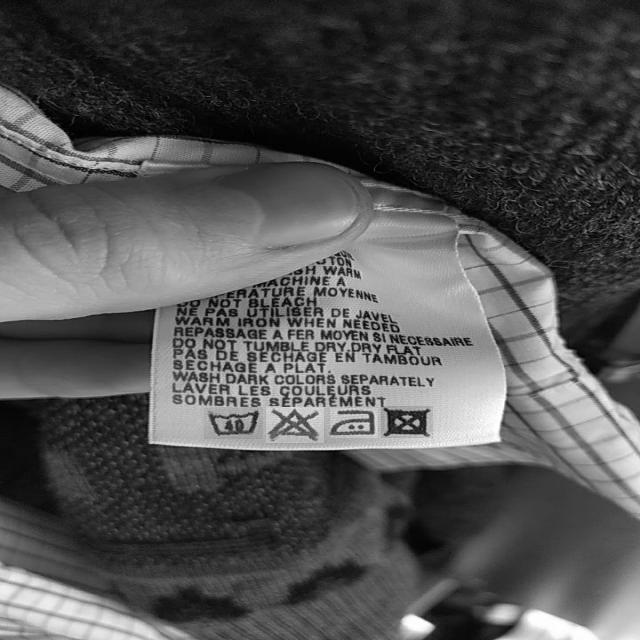 WARM
MACHINE A
MOYENNE
DO NOT BLEACH
NE PAS UTILISER DE JAVEL
WARM IRON WHEN NEEDED
REPASSAGE A FER MOYEN SI NECESSAIRE
DO NOT TUMBLE DRY,DRY FLAT
PAS DE SECHAGE EN TAMBOUR
SECHAGE A PLAT.
WASH DARK COLORS SEPARATELY
LAVER LES COULEURS
SOMBRES SEPAREMENT
40